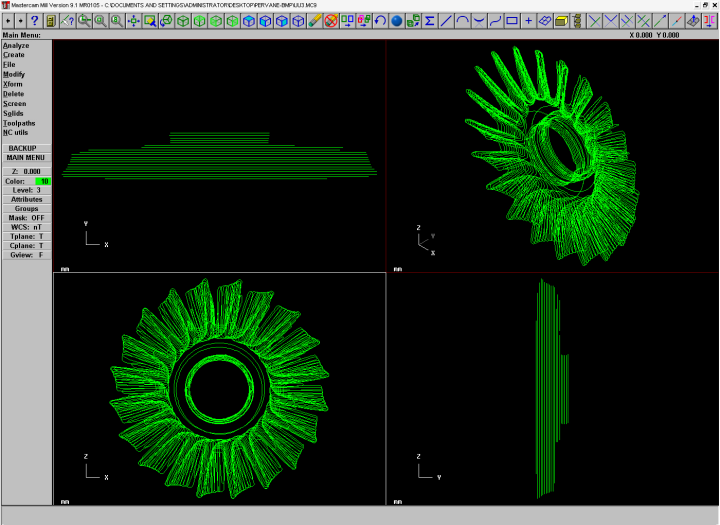 Mastercam Mill Version 9.1 MR0105 - C:\DOCUMENTS AND SETTINGS\ADMINISTRATOR\DESKTOP\PERVANE-BMP\UU3.MC9
Main Menu:
X 0.000 Y 0.000
Analyze
Create
File
Modify
Xform
Delete
Screen
Solids
Toolpaths
NC utils
BACKUP
MAIN MENU
Z: 0.000
Color: 10
Level: 3
Attributes
Groups
Mask: OFF
WCS: nT
Tplane: T
Cplane: T
Gview: F
Y
X
mm
Z
Y
X
mm
Z
X
mm
Z
Y
mm